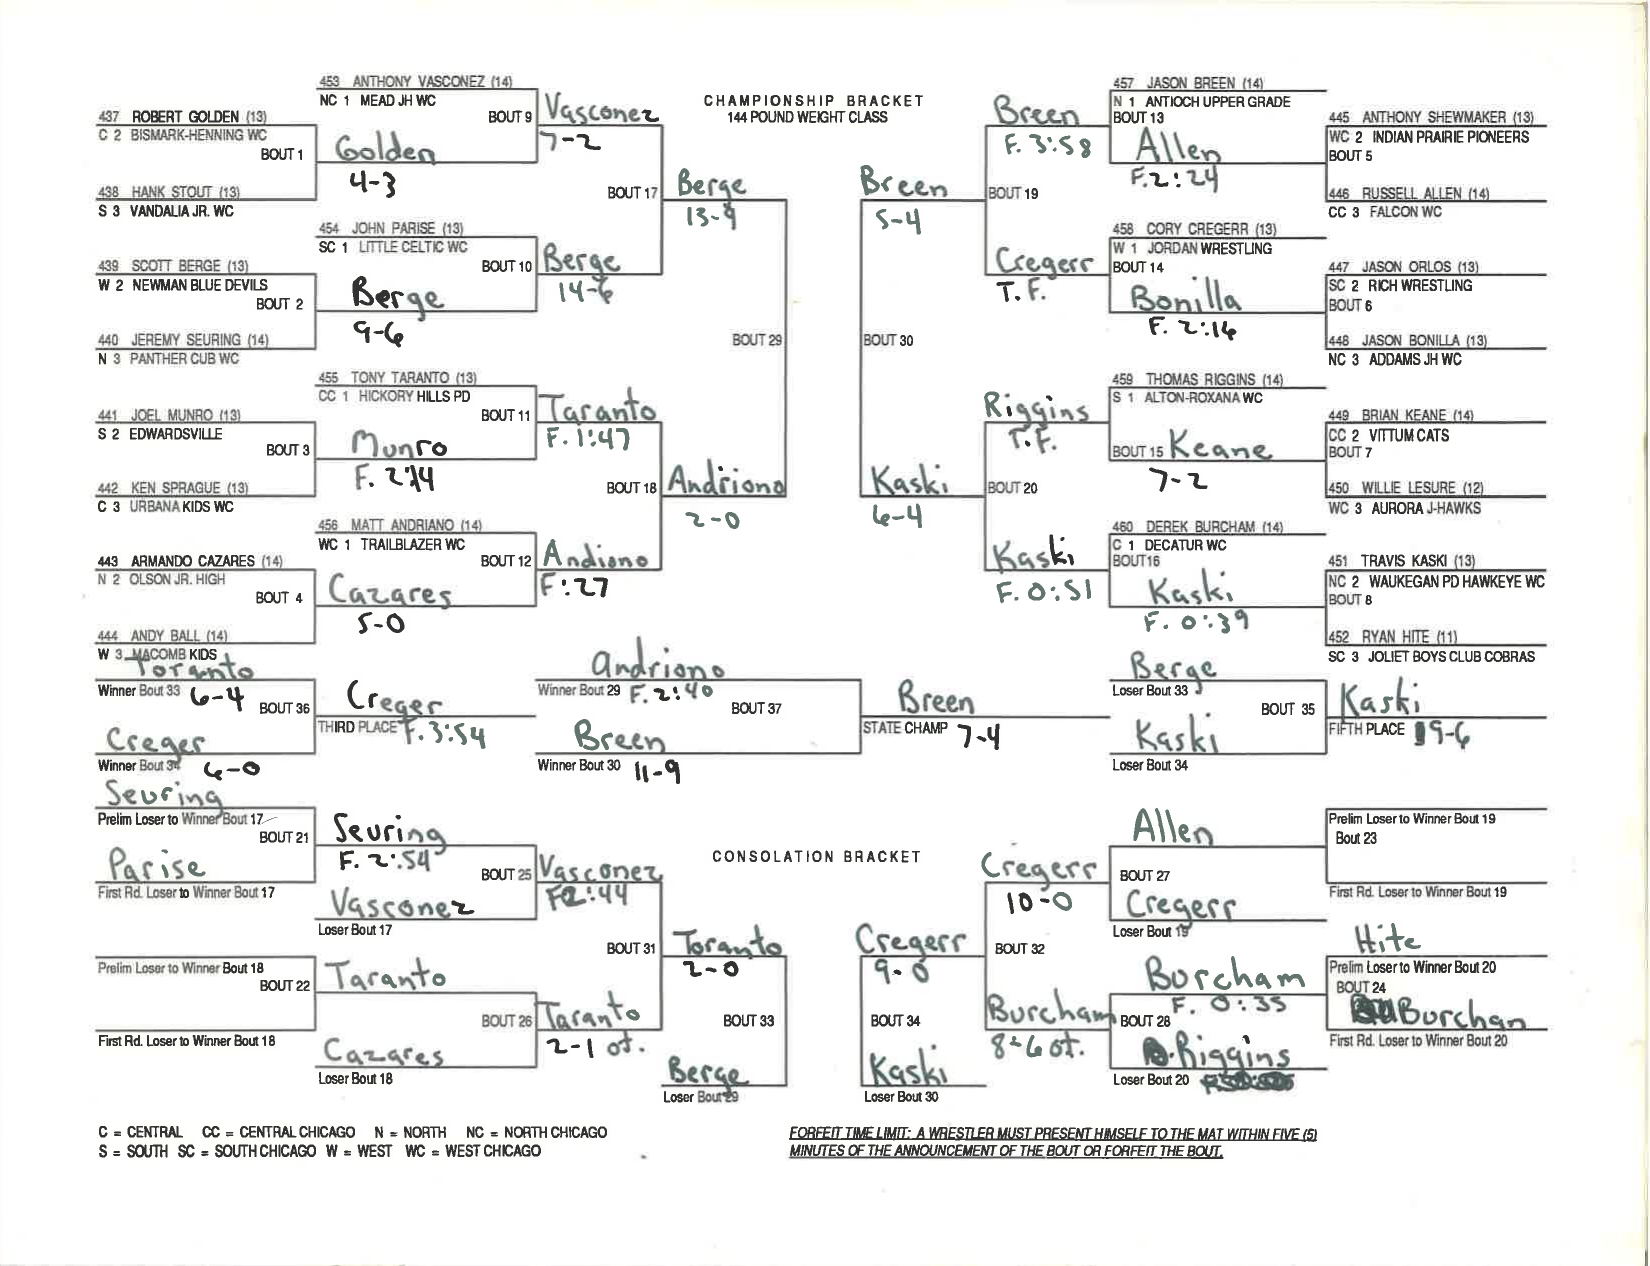 CHAMPIONSHIP BRACKET
144 POUND WEIGHT CLASS
453 ANTHONY VASCONEZ (14)
NC 1 MEAD JH WC
BOUT 9
Vasconez
7-2
437 ROBERT GOLDEN (13)
C 2 BISMARK-HENNING WC
BOUT 1
Golden
4-3
438 HANK STOUT (13)
S 3 VANDALIA JR. WC
BOUT 17
Berge
13-9
454 JOHN PARISE (13)
SC 1 LITTLE CELTIC WC
BOUT 10
Berge
14-6
439 SCOTT BERGE (13)
W 2 NEWMAN BLUE DEVILS
BOUT 2
Berge
9-6
440 JEREMY SEURING (14)
N 3 PANTHER CUB WC
BOUT 29
455 TONY TARANTO (13)
CC 1 HICKORY HILLS PD
BOUT 11
Taranto
F. 1:47
441 JOEL MUNRO (13)
S 2 EDWARDSVILLE
BOUT 3
Munro
F. 2:14
442 KEN SPRAGUE (13)
C 3 URBANA KIDS WC
BOUT 18
Andriono
2-0
456 MATT ANDRIANO (14)
WC 1 TRAILBLAZER WC
BOUT 12
Andiono
F:27
443 ARMANDO CAZARES (14)
N 2 OLSON JR. HIGH
BOUT 4
Cazares
5-0
444 ANDY BALL (14)
W 3 MACOMB KIDS
457 JASON BREEN (14)
N 1 ANTIOCH UPPER GRADE
BOUT 13
Breen
F. 3:58
Allen
F. 2:24
445 ANTHONY SHEWMAKER (13)
WC 2 INDIAN PRAIRIE PIONEERS
BOUT 5
446 RUSSELL ALLEN (14)
CC 3 FALCON WC
Breen
5-4
BOUT 19
458 CORY CREGERR (13)
W 1 JORDAN WRESTLING
BOUT 14
Cregerr
T. F.
Bonilla
F. 2:16
447 JASON ORLOS (13)
SC 2 RICH WRESTLING
BOUT 6
448 JASON BONILLA (13)
NC 3 ADDAMS JH WC
BOUT 30
459 THOMAS RIGGINS (14)
S 1 ALTON-ROXANA WC
Riggins
T.F.
BOUT 15
Keane
7-2
449 BRIAN KEANE (14)
CC 2 VITTUM CATS
BOUT 7
450 WILLIE LESURE (12)
WC 3 AURORA J-HAWKS
Kaski
6-4
BOUT 20
460 DEREK BURCHAM (14)
C 1 DECATUR WC
BOUT16
Kaski
F. 0:51
Kaski
F. 0:39
451 TRAVIS KASKI (13)
NC 2 WAUKEGAN PD HAWKEYE WC
BOUT 8
452 RYAN HITE (11)
SC 3 JOLIET BOYS CLUB COBRAS
Toranto
Winner Bout 33 6-4
BOUT 36
Creger
THIRD PLACE F. 3:54
Creger
Winner Bout 34 6-0
Andriono
Winner Bout 29 F. 2:40
BOUT 37
Breen
STATE CHAMP 7-4
Breen
Winner Bout 30 11-9
Berge
Loser Bout 33
BOUT 35
Kaski
FIFTH PLACE 9-6
Kaski
Loser Bout 34
CONSOLATION BRACKET
Seuring
Prelim Loser to Winner Bout 17
BOUT 21
Seuring
F. 2:54
Parise
First Rd. Loser to Winner Bout 17
BOUT 25
Vasconez
F2:44
Vasconez
Loser Bout 17
BOUT 31
Toranto
2-0
Prelim Loser to Winner Bout 18
BOUT 22
Taranto
First Rd. Loser to Winner Bout 18
BOUT 26
Taranto
2-1 ot.
Cazares
Loser Bout 18
BOUT 33
Berge
Loser Bout 29
Allen
Prelim Loser to Winner Bout 19
Bout 23
First Rd. Loser to Winner Bout 19
Cregerr
10-0
BOUT 27
Cregerr
Loser Bout 19
Cregerr
9-0
BOUT 32
Hite
Prelim Loser to Winner Bout 20
BOUT 24
Burchan
First Rd. Loser to Winner Bout 20
Burcham
F. 0:35
BOUT 34
Burcham
8-6 ot.
BOUT 28
Riggins
Loser Bout 20
Kaski
Loser Bout 30
C = CENTRAL CC = CENTRAL CHICAGO N = NORTH NC = NORTH CHICAGO
S = SOUTH SC = SOUTH CHICAGO W = WEST WC = WEST CHICAGO
FORFEIT TIME LIMIT: A WRESTLER MUST PRESENT HIMSELF TO THE MAT WITHIN FIVE (5)
MINUTES OF THE ANNOUNCEMENT OF THE BOUT OR FORFEIT THE BOUT.